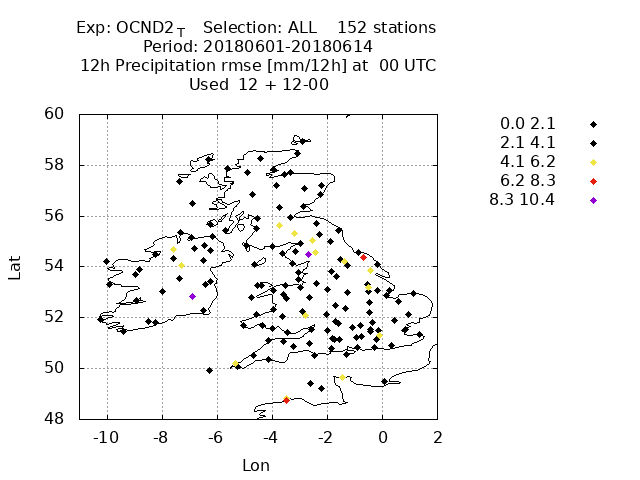 Exp: OCND2T Selection: ALL 152 stations
Period: 20180601-20180614
12h Precipitation rmse [mm/12h] at 00 UTC
Used 12 + 12-00
0.0 2.1
2.1 4.1
4.1 6.2
6.2 8.3
8.3 10.4
60
58
56
54
52
50
48
Lat
-10 -8 -6 -4 -2 0 2
Lon